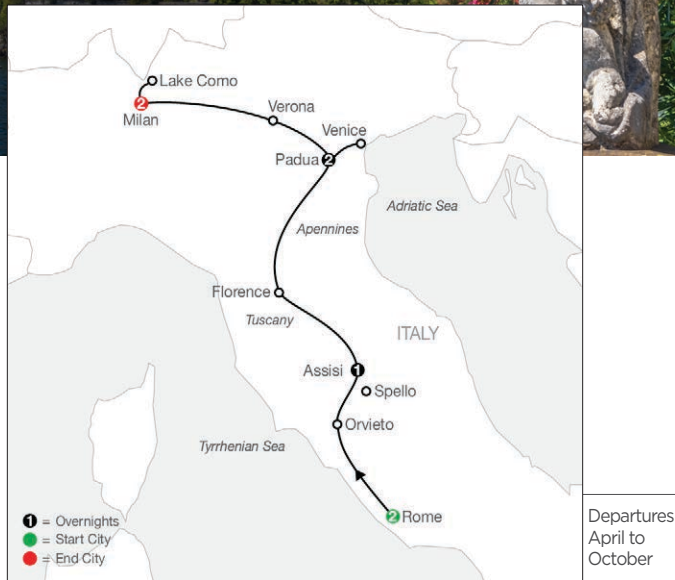 Lake Como
2
Milan
Verona
Venice
Padua 2
Adriatic Sea
Apennines
Florence
Tuscany
ITALY
Assisi 1
Spello
Orvieto
Tyrrhenian Sea
2 Rome
1 = Overnights
= Start City
= End City
Departures
April to
October